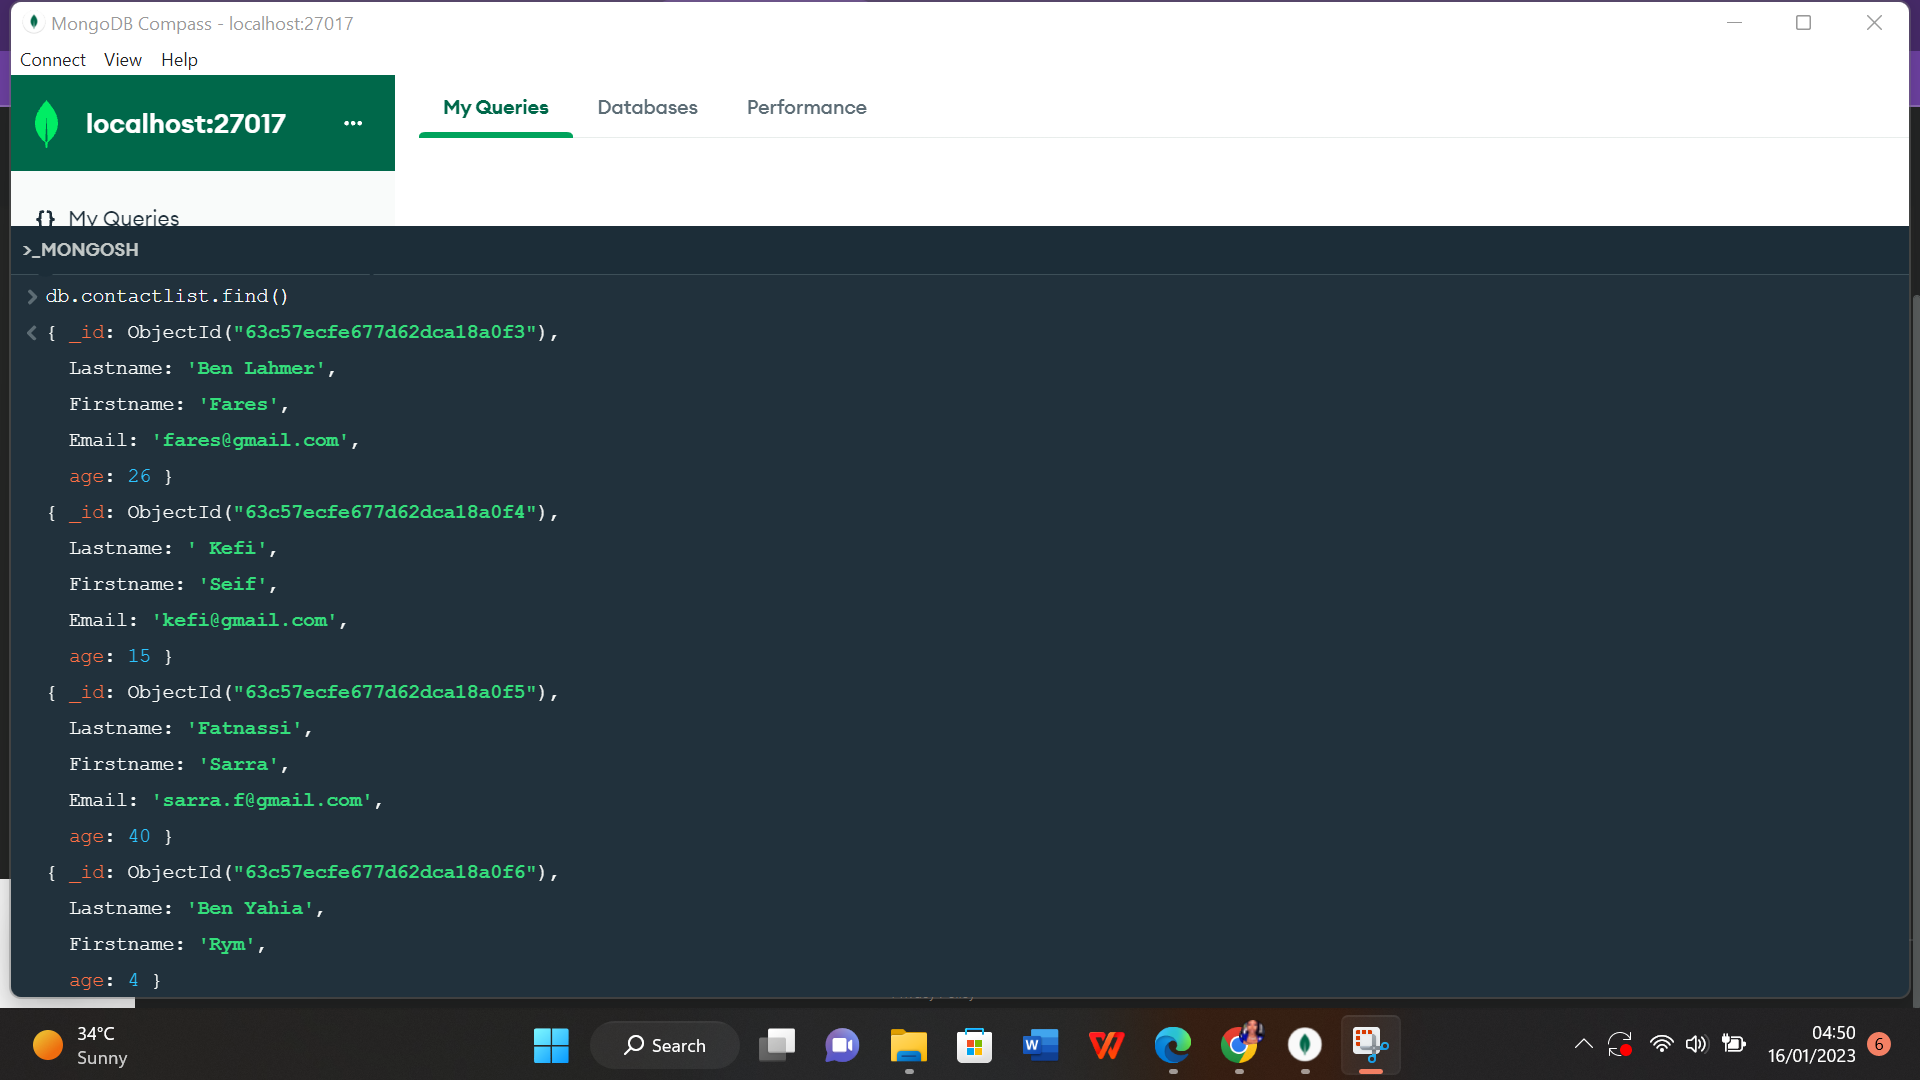 MongoDB Compass - localhost:27017
Connect View Help
localhost:27017 ...
My Queries Databases Performance
{} My Queries
>_MONGOSH
> db.contactlist.find()
< { _id: ObjectId("63c57ecfe677d62dca18a0f3"),
Lastname: 'Ben Lahmer',
Firstname: 'Fares',
Email: 'fares@gmail.com',
age: 26 }
{ _id: ObjectId("63c57ecfe677d62dca18a0f4"),
Lastname: ' Kefi',
Firstname: 'Seif',
Email: 'kefi@gmail.com',
age: 15 }
{ _id: ObjectId("63c57ecfe677d62dca18a0f5"),
Lastname: 'Fatnassi',
Firstname: 'Sarra',
Email: 'sarra.f@gmail.com',
age: 40 }
{ _id: ObjectId("63c57ecfe677d62dca18a0f6"),
Lastname: 'Ben Yahia',
Firstname: 'Rym',
age: 4 }
34°C
Sunny
Search
04:50
16/01/2023
6